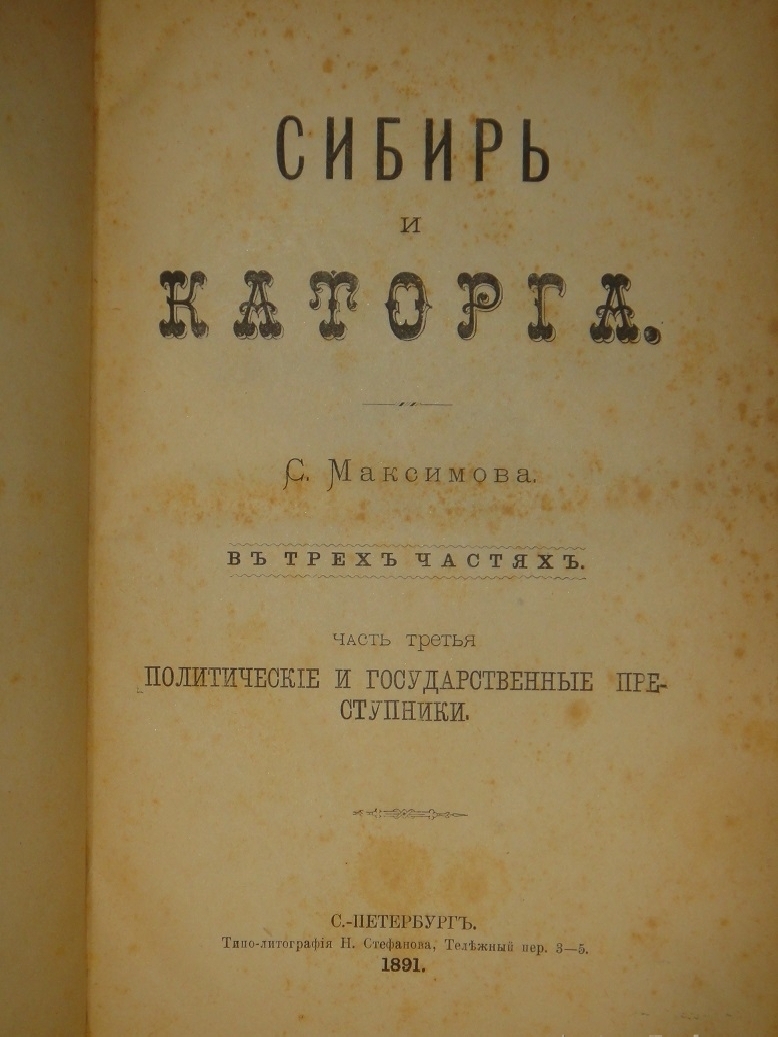 СИБИРЬ
И
КАТОРГА.
С. Максимова.
ВЪ ТРЕХЪ ЧАСТЯХЪ.
ЧАСТЬ третья
ПОЛИТИЧЕСКІЕ И ГОСУДАРСТВЕННЫЕ ПРЕ-
СТУПНИКИ.
С.-ПЕТЕРБУРГЪ.
Типо-литографія Н. Стефанова, Телѣжный пер. 3—5.
1891.